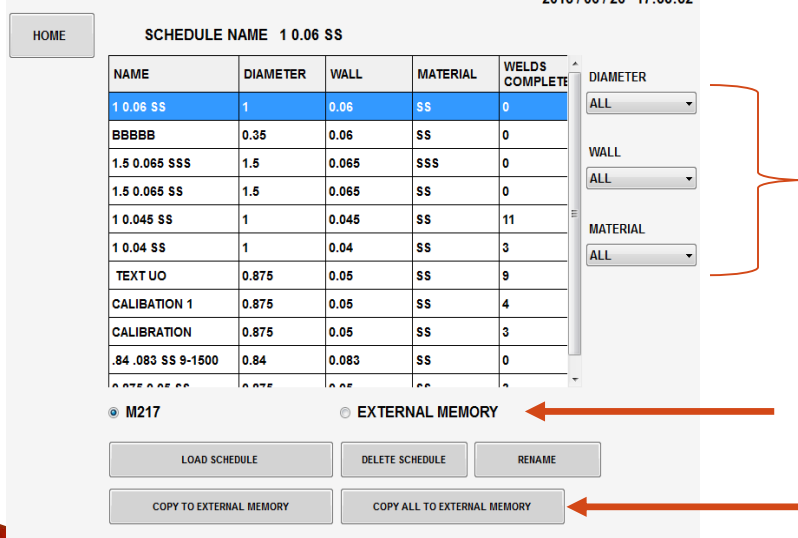 HOME
SCHEDULE NAME 1 0.06 SS
NAME DIAMETER WALL MATERIAL WELDS COMPLETE
1 0.06 SS 1 0.06 SS 0
BBBBB 0.35 0.06 SS 0
1.5 0.065 SSS 1.5 0.065 SSS 0
1.5 0.065 SS 1.5 0.065 SS 0
1 0.045 SS 1 0.045 SS 11
1 0.04 SS 1 0.04 SS 3
TEXT UO 0.875 0.05 SS 9
CALIBATION 1 0.875 0.05 SS 4
CALIBRATION 0.875 0.05 SS 3
.84 .083 SS 9-1500 0.84 0.083 SS 0
DIAMETER
ALL
WALL
ALL
MATERIAL
ALL
M217 EXTERNAL MEMORY
LOAD SCHEDULE DELETE SCHEDULE RENAME
COPY TO EXTERNAL MEMORY COPY ALL TO EXTERNAL MEMORY